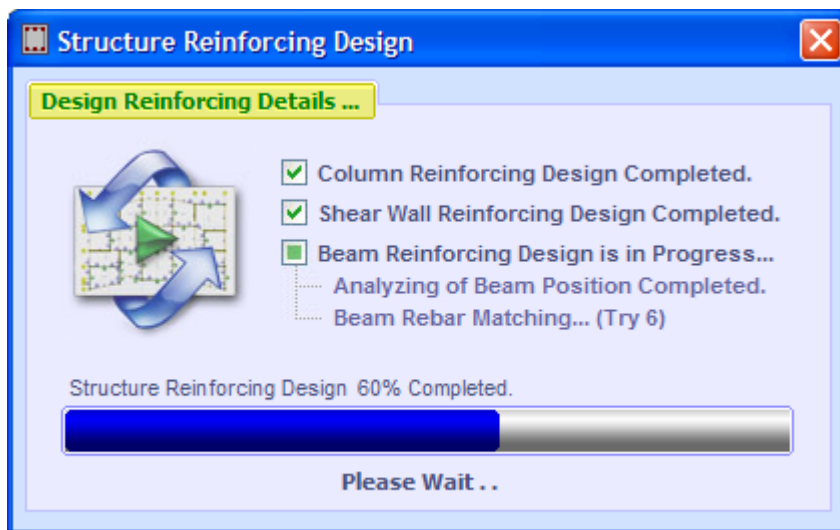 Structure Reinforcing Design
Design Reinforcing Details ...
Column Reinforcing Design Completed.
Shear Wall Reinforcing Design Completed.
Beam Reinforcing Design is in Progress...
Analyzing of Beam Position Completed.
Beam Rebar Matching... (Try 6)
Structure Reinforcing Design 60% Completed.
Please Wait . .